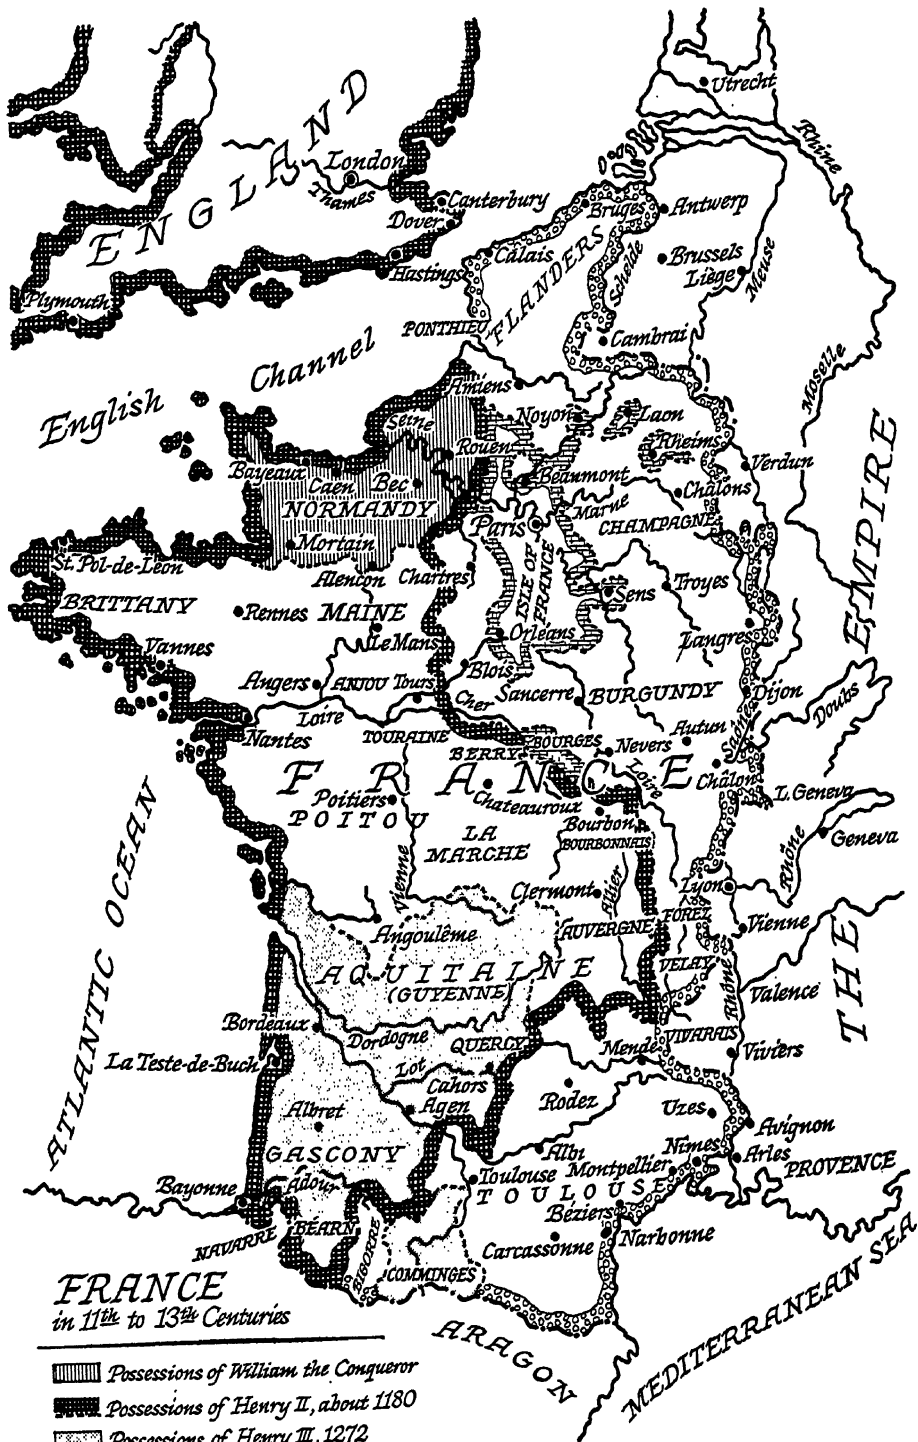 Utrecht
Rhine
ENGLAND
London
Thames
Canterbury
Dover
Bruges
Antwerp
Calais
Hastings
FLANDERS
Schelde
Brussels
Liège
Meuse
Plymouth
PONTHIEU
Cambrai
English Channel
Moselle
Amiens
Noyon
Laon
Seine
Rouen
Rheims
Verdun
Bayeaux
Caen
Bec
Beaumont
Châlons
NORMANDY
Marne
CHAMPAGNE
Paris
Mortain
St. Pol-de-Léon
Alençon
Chartres
ISLE OF
FRANCE
Sens
Troyes
THE EMPIRE
BRITTANY
Rennes
MAINE
Le Mans
Orléans
Langres
Vannes
Blois
Angers
ANJOU
Tours
Cher
Sancerre
BURGUNDY
Dijon
Doubs
Loire
Nantes
TOURAINE
BERRY
BOURGES
Nevers
Autun
Saône
FRANCE
Loire
Châlon
Poitiers
POITOU
Chateauroux
L. Geneva
LA
MARCHE
Bourbon
BOURBONNAIS
Rhône
Geneva
Vienne
Clermont
Allier
Lyon
ATLANTIC OCEAN
Angoulême
AUVERGNE
FOREZ
Vienne
AQUITAINE
(GUYENNE)
VELAY
Rhône
Valence
Bordeaux
Dordogne
QUERCY
Mende
VIVARAIS
Viviers
La Teste-de-Buch
Lot
Cahors
Agen
Rodez
Uzes
Albret
Avignon
GASCONY
Albi
Nimes
Arles
PROVENCE
Bayonne
Adour
Toulouse
Montpellier
TOULOUSE
Béziers
NAVARRE
BÉARN
BIGORRE
COMMINGES
Carcassonne
Narbonne
ARAGON
MEDITERRANEAN SEA
FRANCE
in 11th to 13th Centuries
Possessions of William the Conqueror
Possessions of Henry II, about 1180
Possessions of Henry III, 1272